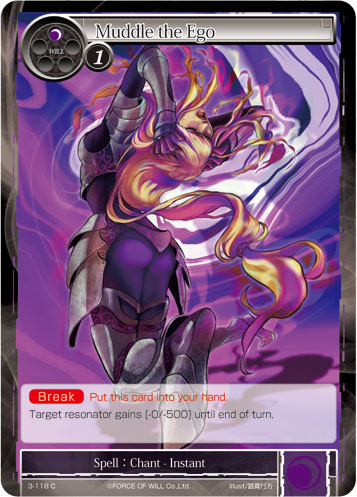 Muddle the Ego
WILL
1
Break Put this card into your hand.
Target resonator gains [-0/-500] until end of turn.
Spell : Chant - Instant
3-118 C ©FORCE OF WILL Co.,Ltd. Illust/